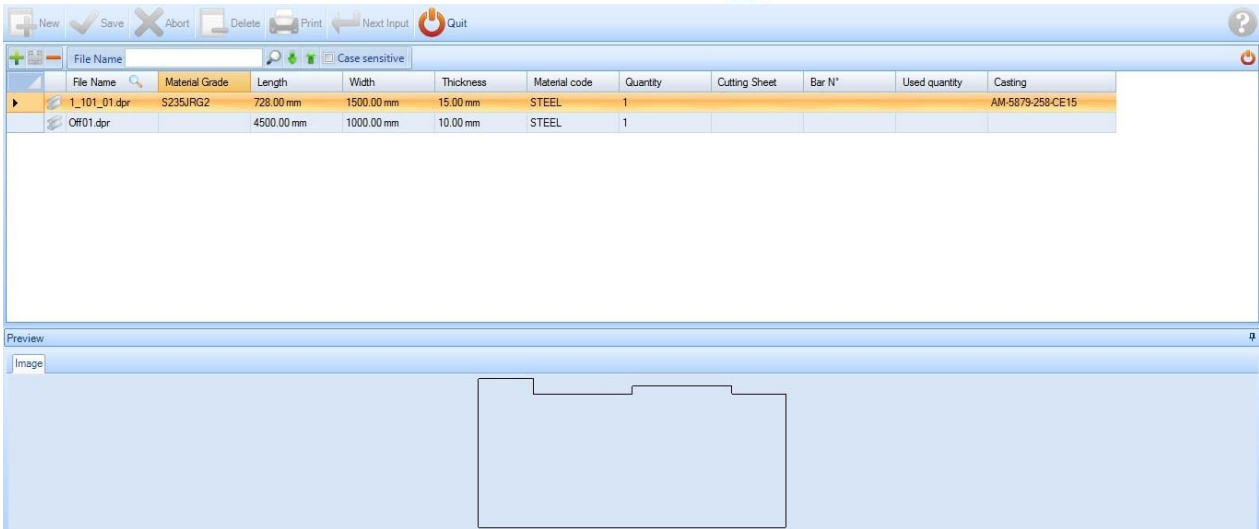 New Save Abort Delete Print Next Input Quit ?
File Name Case sensitive
File Name Material Grade Length Width Thickness Material code Quantity Cutting Sheet Bar N° Used quantity Casting
1_101_01.dpr S235JRG2 728.00 mm 1500.00 mm 15.00 mm STEEL 1 AM-5879-258-CE15
Off01.dpr 4500.00 mm 1000.00 mm 10.00 mm STEEL 1
Preview
Image